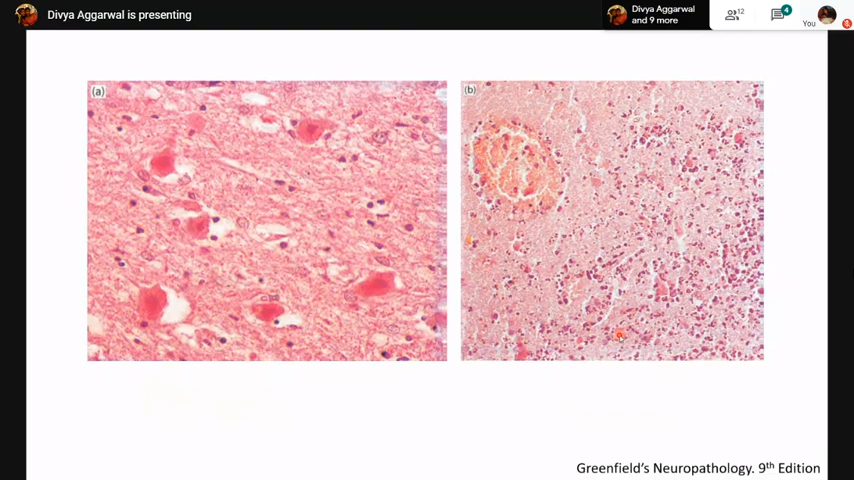 Divya Aggarwal is presenting
Divya Aggarwal
and 9 more
12
4
You
(a)
(b)
Greenfield's Neuropathology. 9th Edition